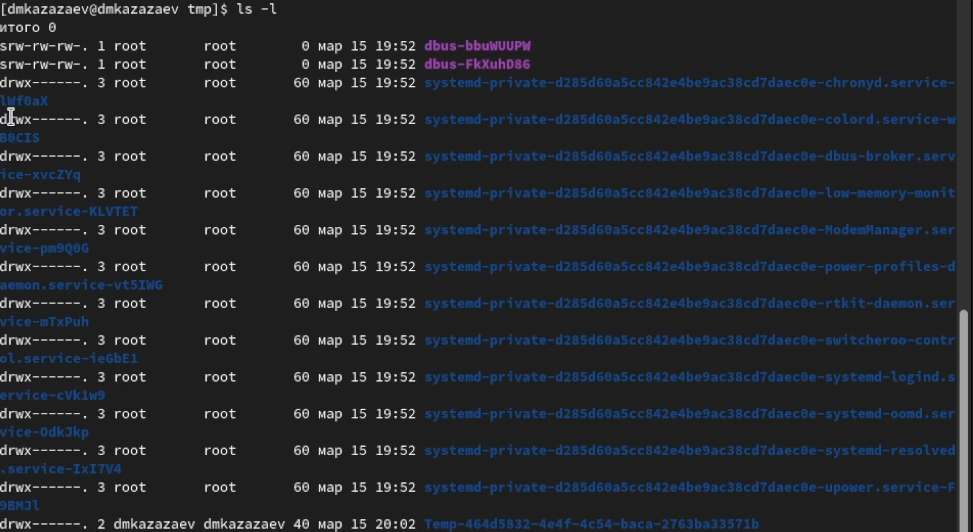 [dmkazazaev@dmkazazaev tmp]$ ls -l
итого 0
srw-rw-rw-. 1 root       root        0 мар 15 19:52 dbus-bbuWUUPW
srw-rw-rw-. 1 root       root        0 мар 15 19:52 dbus-FkXuhD86
drwx------. 3 root       root       60 мар 15 19:52 systemd-private-d285d60a5cc842e4be9ac38cd7daec0e-chronyd.service-
lWf0aX
drwx------. 3 root       root       60 мар 15 19:52 systemd-private-d285d60a5cc842e4be9ac38cd7daec0e-colord.service-w
B0CIS
drwx------. 3 root       root       60 мар 15 19:52 systemd-private-d285d60a5cc842e4be9ac38cd7daec0e-dbus-broker.serv
ice-xvcZYq
drwx------. 3 root       root       60 мар 15 19:52 systemd-private-d285d60a5cc842e4be9ac38cd7daec0e-low-memory-monit
or.service-KLVTET
drwx------. 3 root       root       60 мар 15 19:52 systemd-private-d285d60a5cc842e4be9ac38cd7daec0e-ModemManager.ser
vice-pm9Q0G
drwx------. 3 root       root       60 мар 15 19:52 systemd-private-d285d60a5cc842e4be9ac38cd7daec0e-power-profiles-d
aemon.service-vt5IWG
drwx------. 3 root       root       60 мар 15 19:52 systemd-private-d285d60a5cc842e4be9ac38cd7daec0e-rtkit-daemon.ser
vice-mTxPuh
drwx------. 3 root       root       60 мар 15 19:52 systemd-private-d285d60a5cc842e4be9ac38cd7daec0e-switcheroo-contr
ol.service-ieGbE1
drwx------. 3 root       root       60 мар 15 19:52 systemd-private-d285d60a5cc842e4be9ac38cd7daec0e-systemd-logind.s
ervice-cVk1w9
drwx------. 3 root       root       60 мар 15 19:52 systemd-private-d285d60a5cc842e4be9ac38cd7daec0e-systemd-oomd.ser
vice-OdkJkp
drwx------. 3 root       root       60 мар 15 19:52 systemd-private-d285d60a5cc842e4be9ac38cd7daec0e-systemd-resolved
.service-IxI7V4
drwx------. 3 root       root       60 мар 15 19:52 systemd-private-d285d60a5cc842e4be9ac38cd7daec0e-upower.service-F
9BMJl
drwx------. 2 dmkazazaev dmkazazaev 40 мар 15 20:02 Temp-464d5832-4e4f-4c54-baca-2763ba33571b